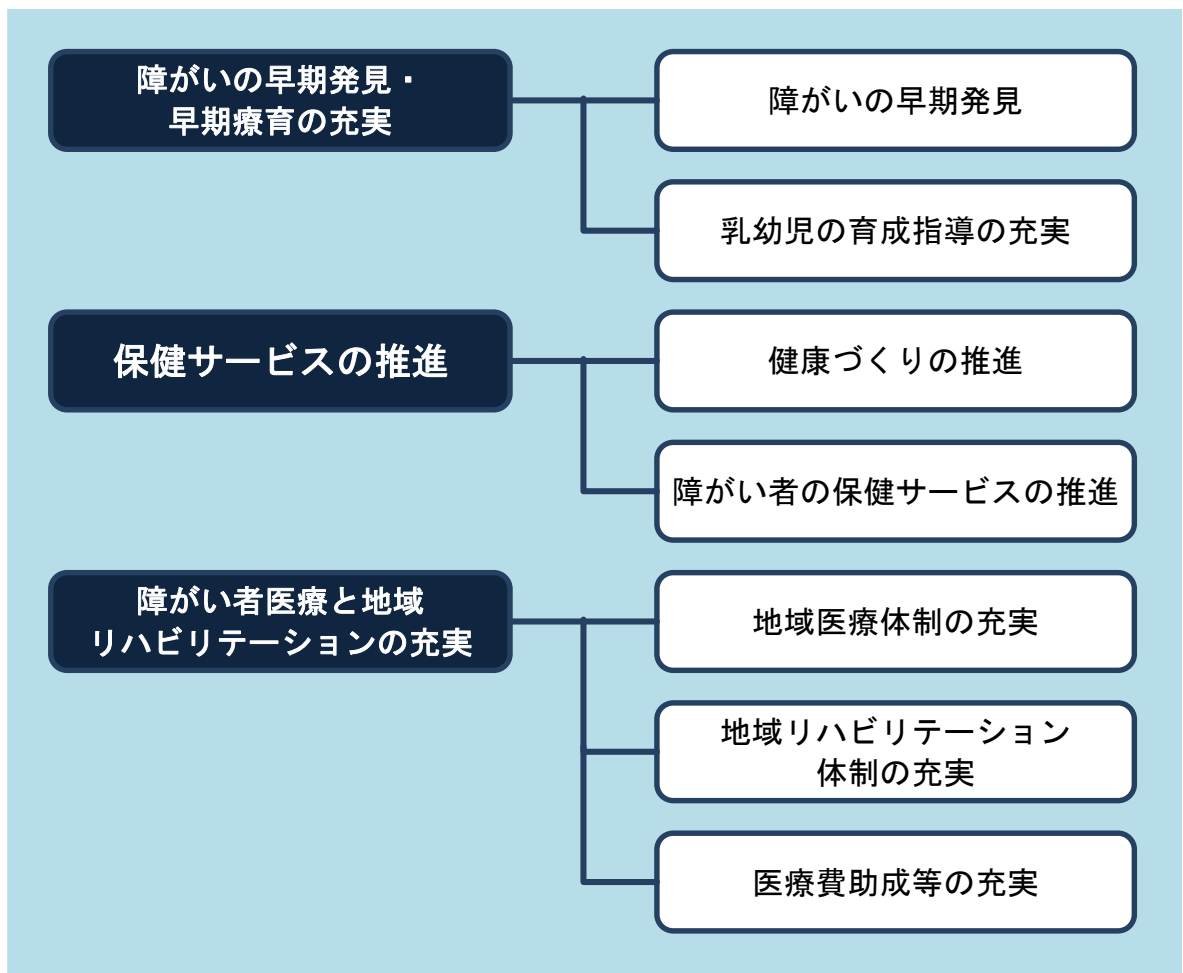 障がいの早期発見・
早期療育の充実
障がいの早期発見
乳幼児の育成指導の充実
保健サービスの推進
健康づくりの推進
障がい者の保健サービスの推進
障がい者医療と地域
リハビリテーションの充実
地域医療体制の充実
地域リハビリテーション
体制の充実
医療費助成等の充実